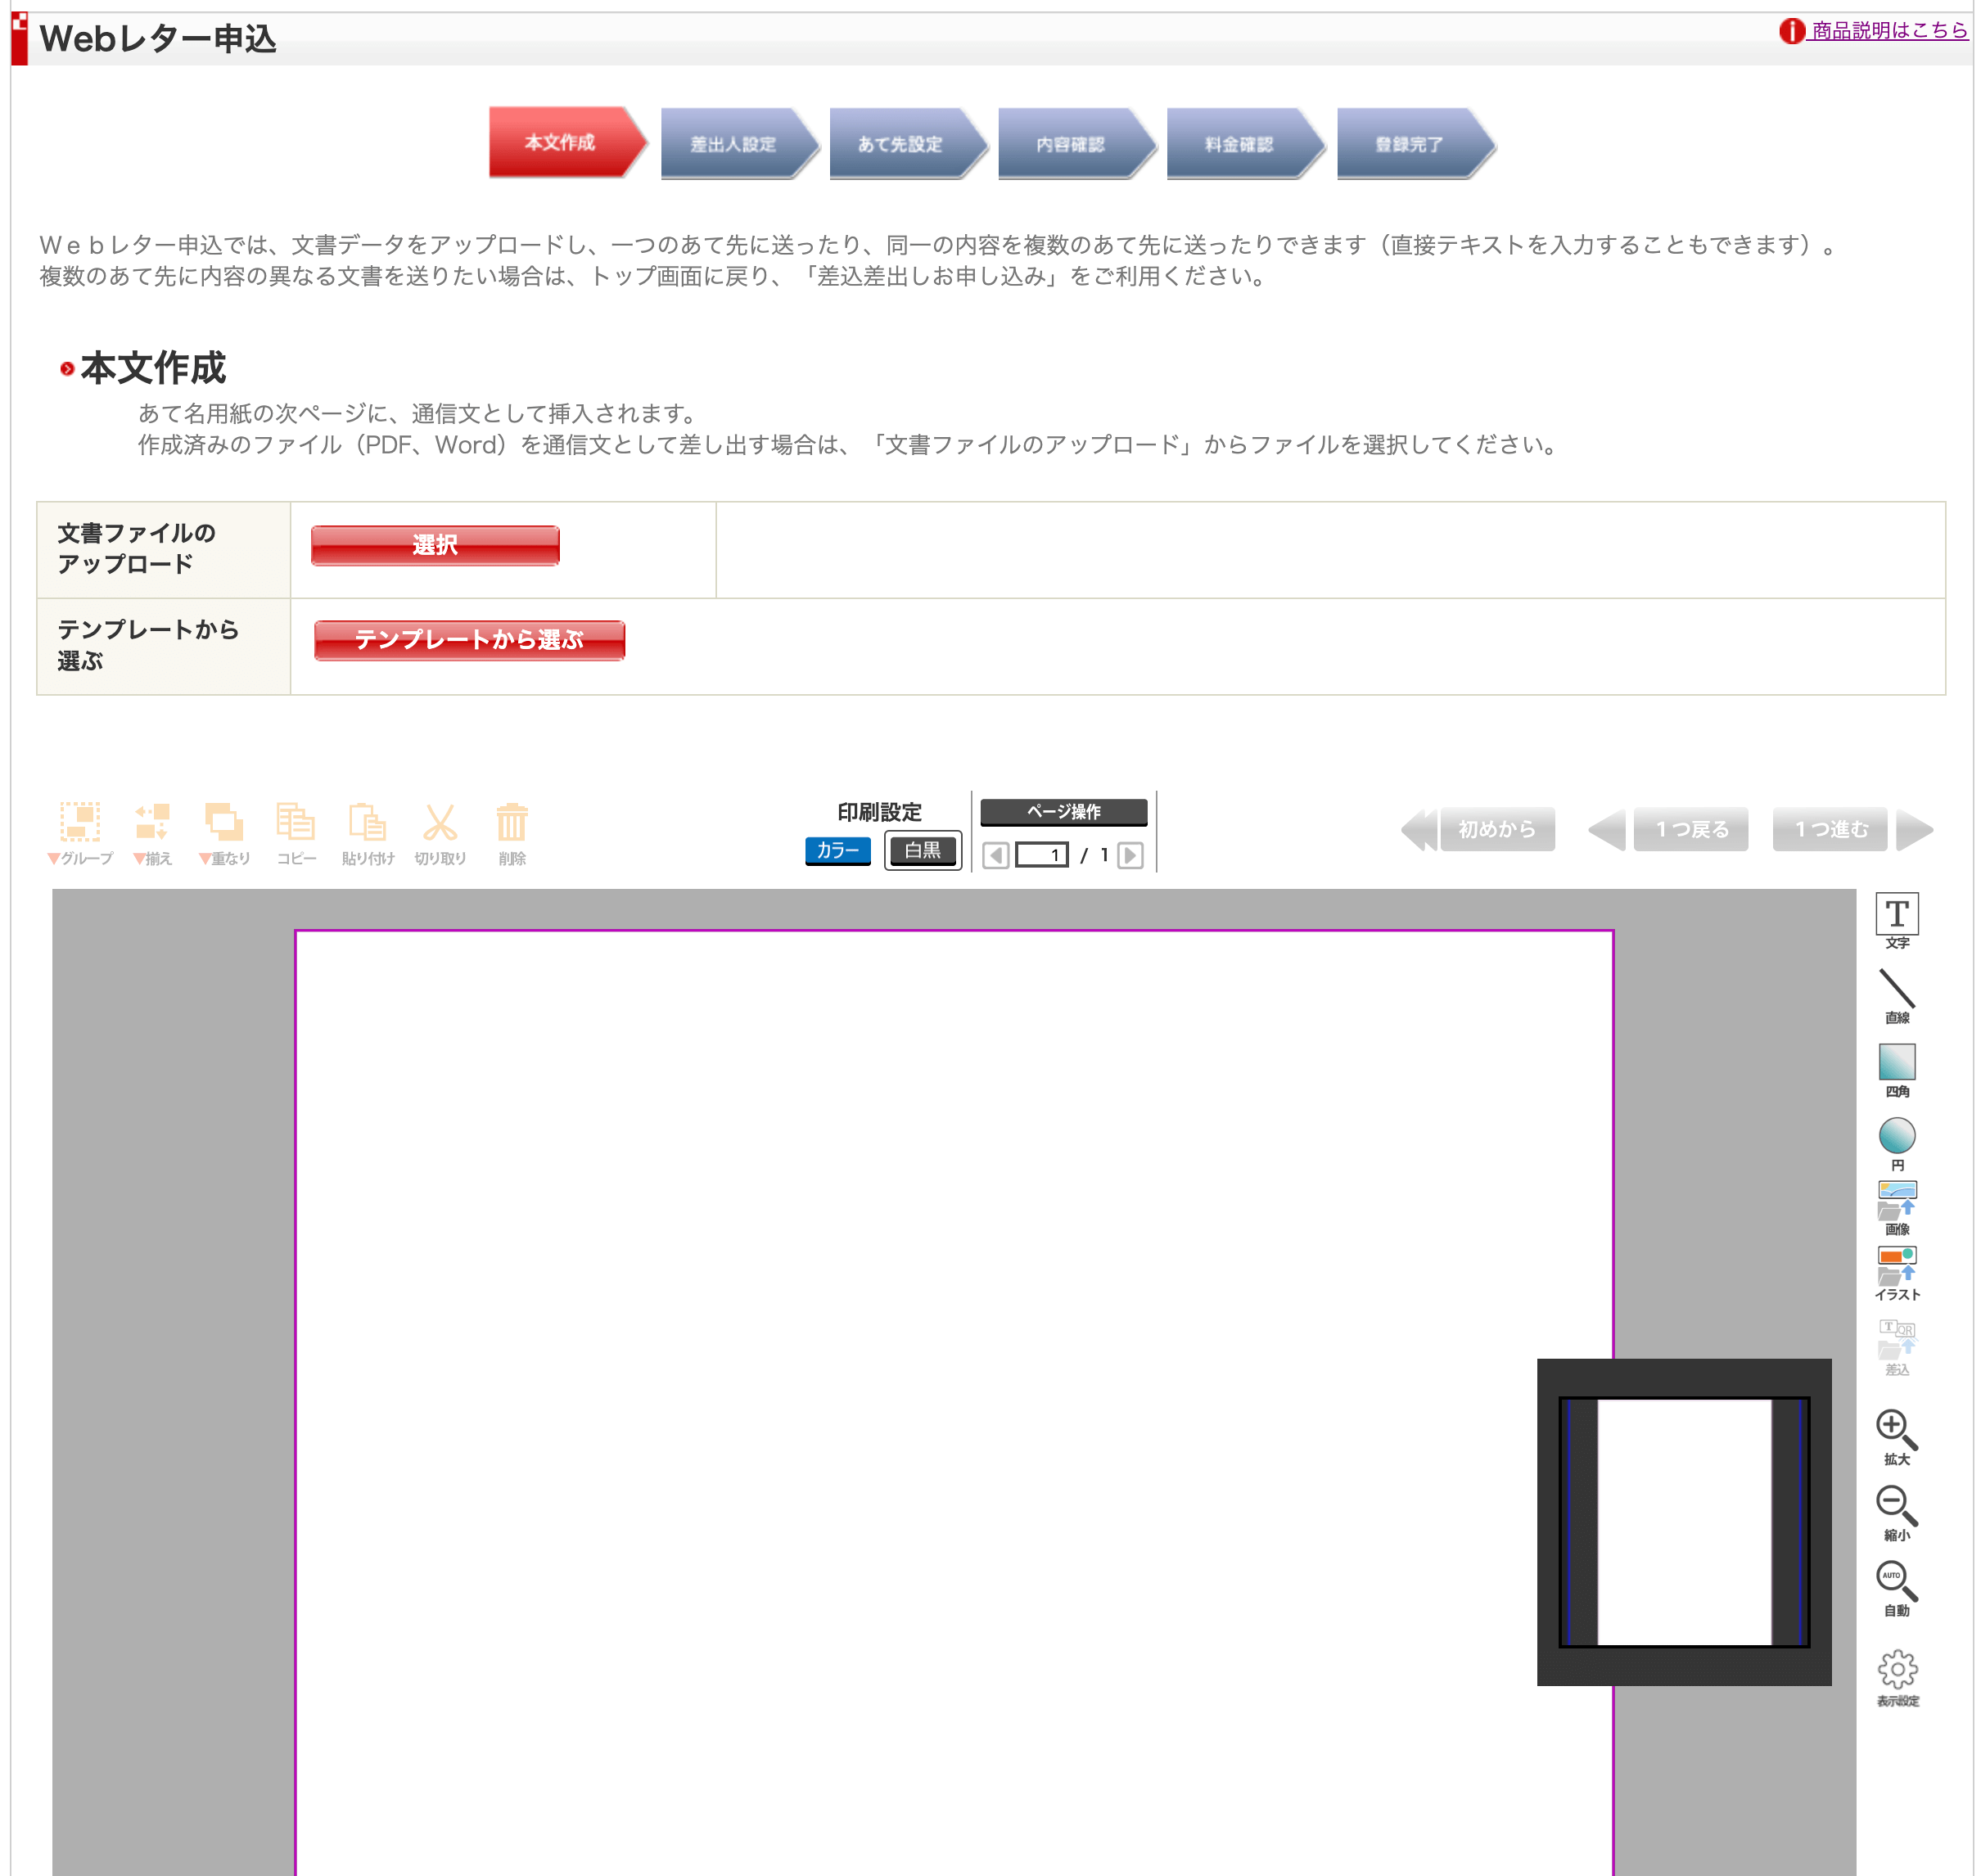 Webレター申込
商品説明はこちら
本文作成
差出人設定
あて先設定
内容確認
料金確認
登録完了
Ｗｅｂレター申込では、文書データをアップロードし、一つのあて先に送ったり、同一の内容を複数のあて先に送ったりできます（直接テキストを入力することもできます）。
複数のあて先に内容の異なる文書を送りたい場合は、トップ画面に戻り、「差込差出しお申し込み」をご利用ください。
本文作成
あて名用紙の次ページに、通信文として挿入されます。
作成済みのファイル（PDF、Word）を通信文として差し出す場合は、「文書ファイルのアップロード」からファイルを選択してください。
文書ファイルの
アップロード
選択
テンプレートから
選ぶ
テンプレートから選ぶ
▼グループ
▼揃え
▼重なり
コピー
貼り付け
切り取り
削除
印刷設定
カラー
白黒
ページ操作
1 / 1
初めから
１つ戻る
１つ進む
T
文字
直線
四角
円
画像
イラスト
T QR
差込
拡大
縮小
AUTO
自動
表示設定